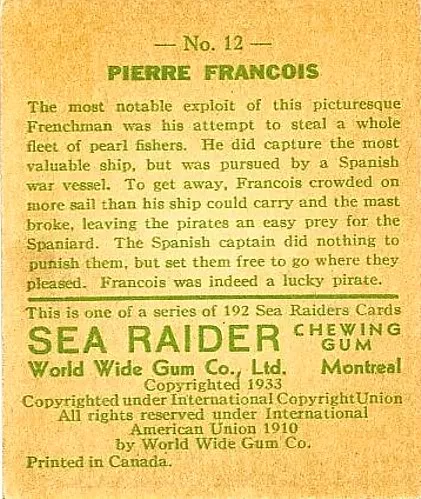 — No. 12 —
PIERRE FRANCOIS
The most notable exploit of this picturesque
Frenchman was his attempt to steal a whole
fleet of pearl fishers. He did capture the most
valuable ship, but was pursued by a Spanish
war vessel. To get away, Francois crowded on
more sail than his ship could carry and the mast
broke, leaving the pirates an easy prey for the
Spaniard. The Spanish captain did nothing to
punish them, but set them free to go where they
pleased. Francois was indeed a lucky pirate.
This is one of a series of 192 Sea Raiders Cards
SEA RAIDER CHEWING GUM
World Wide Gum Co., Ltd. Montreal
Copyrighted 1933
Copyrighted under International Copyright Union
All rights reserved under International
American Union 1910
by World Wide Gum Co.
Printed in Canada.